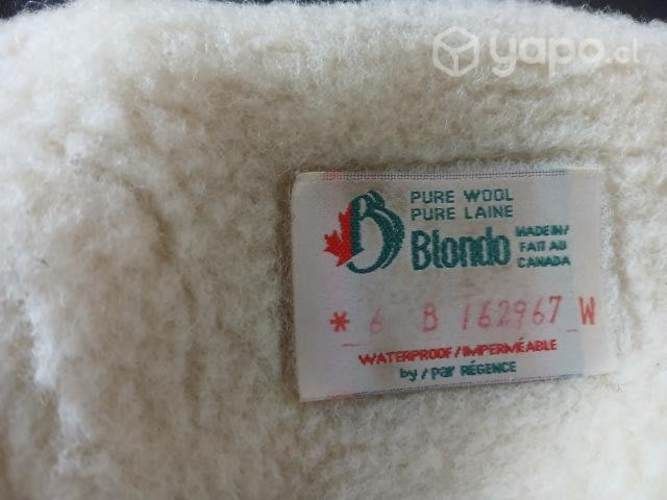 yapo.cl
PURE WOOL
PURE LAINE
Blondo
MADE IN/
FAIT AU
CANADA
* 6 B 162967 W
WATERPROOF/IMPERMÉABLE
by/par RÉGENCE